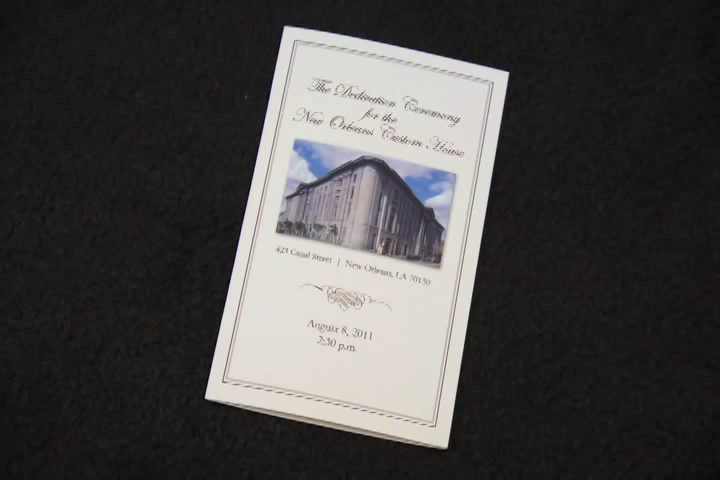 The Dedication Ceremony
for the
New Orleans Custom House
423 Canal Street | New Orleans, LA 70130
August 8, 2011
2:30 p.m.